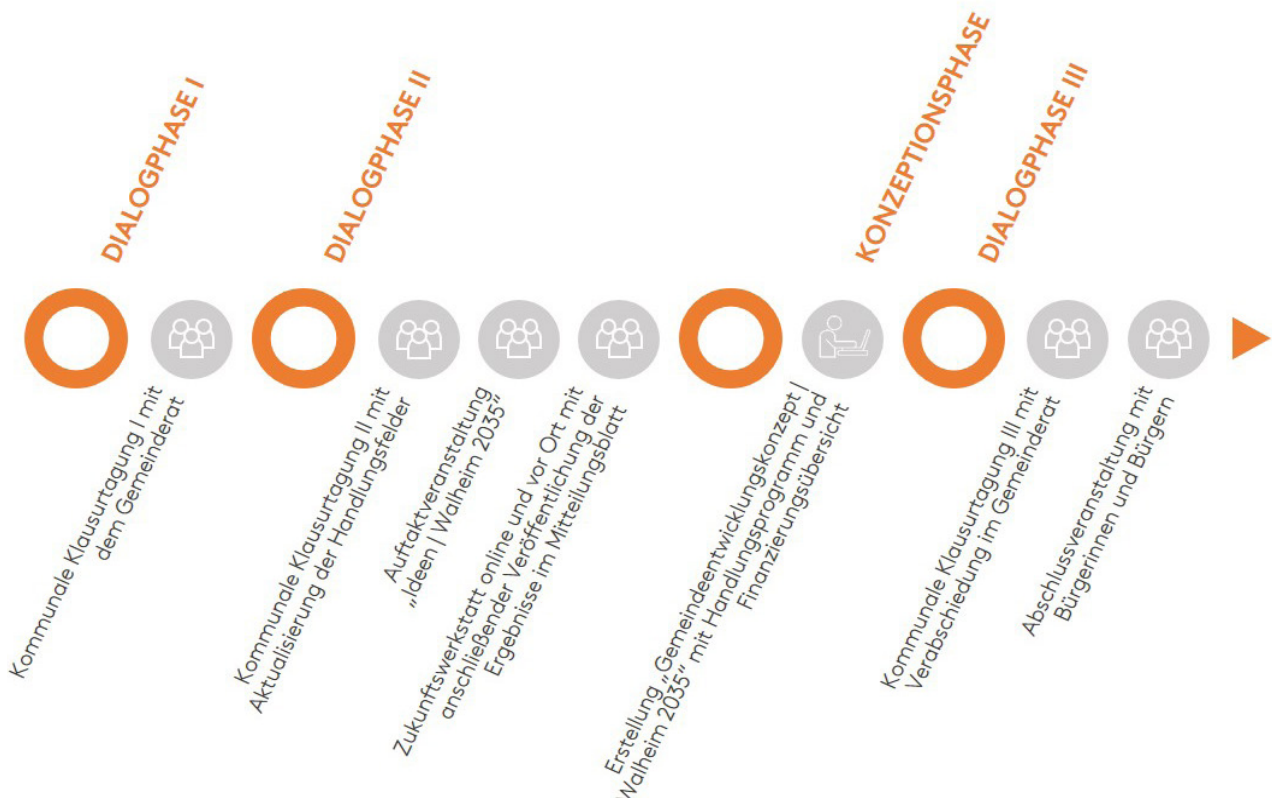 DIALOGPHASE I
Kommunale Klausurtagung I mit
dem Gemeinderat
DIALOGPHASE II
Kommunale Klausurtagung II mit
Aktualisierung der Handlungsfelder
Auftaktveranstaltung
„Ideen | Walheim 2035“
Zukunftswerkstatt online und vor Ort mit
anschließender Veröffentlichung der
Ergebnisse im Mitteilungsblatt
KONZEPTIONSPHASE
Erstellung „Gemeindeentwicklungskonzept |
Walheim 2035“ mit Handlungsprogramm und
Finanzierungsübersicht
DIALOGPHASE III
Kommunale Klausurtagung III mit
Verabschiedung im Gemeinderat
Abschlussveranstaltung mit
Bürgerinnen und Bürgern